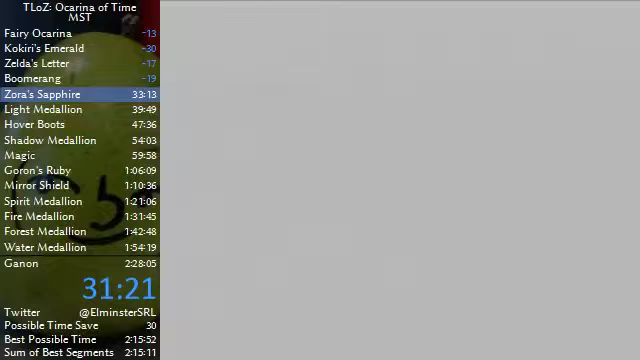 TLoZ: Ocarina of Time
MST
Fairy Ocarina -13
Kokiri's Emerald -30
Zelda's Letter -17
Boomerang -19
Zora's Sapphire 33:13
Light Medallion 39:49
Hover Boots 47:36
Shadow Medallion 54:03
Magic 59:58
Goron's Ruby 1:06:09
Mirror Shield 1:10:36
Spirit Medallion 1:21:06
Fire Medallion 1:31:45
Forest Medallion 1:42:48
Water Medallion 1:54:19
Ganon 2:28:05
31:21
Twitter @ElminsterSRL
Possible Time Save 30
Best Possible Time 2:15:52
Sum of Best Segments 2:15:11